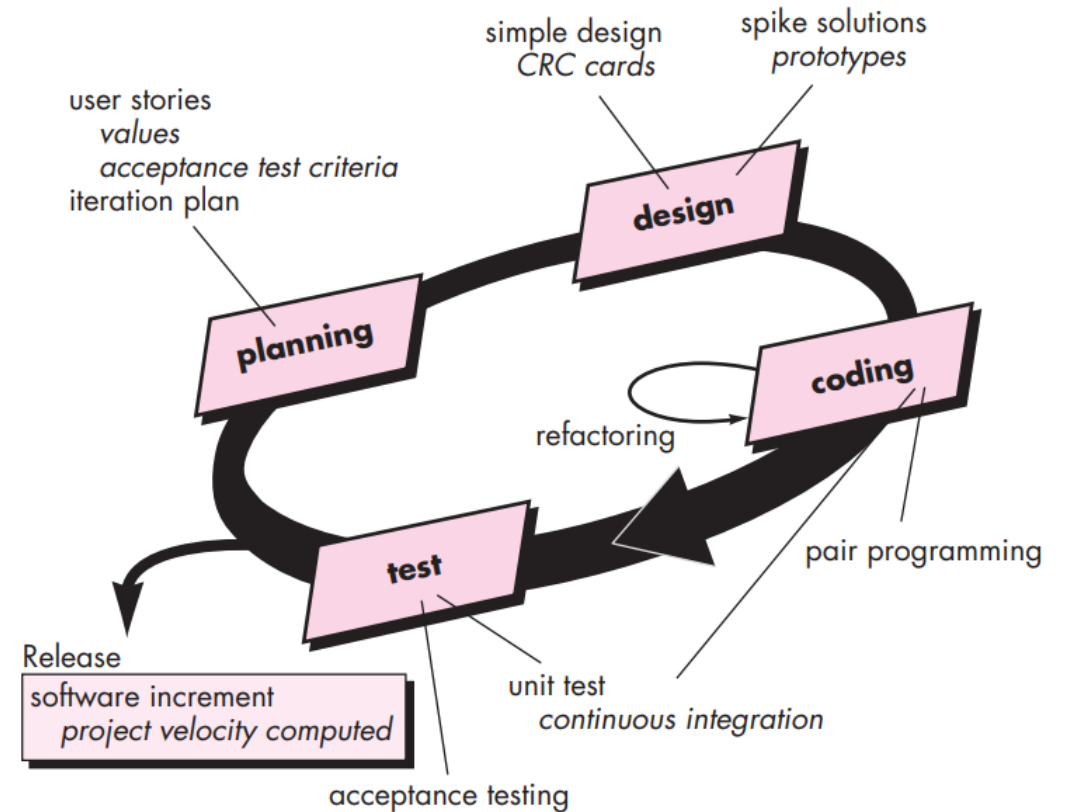 simple design
CRC cards
spike solutions
prototypes
user stories
values
acceptance test criteria
iteration plan
design
planning
coding
refactoring
test
pair programming
Release
software increment
project velocity computed
unit test
continuous integration
acceptance testing